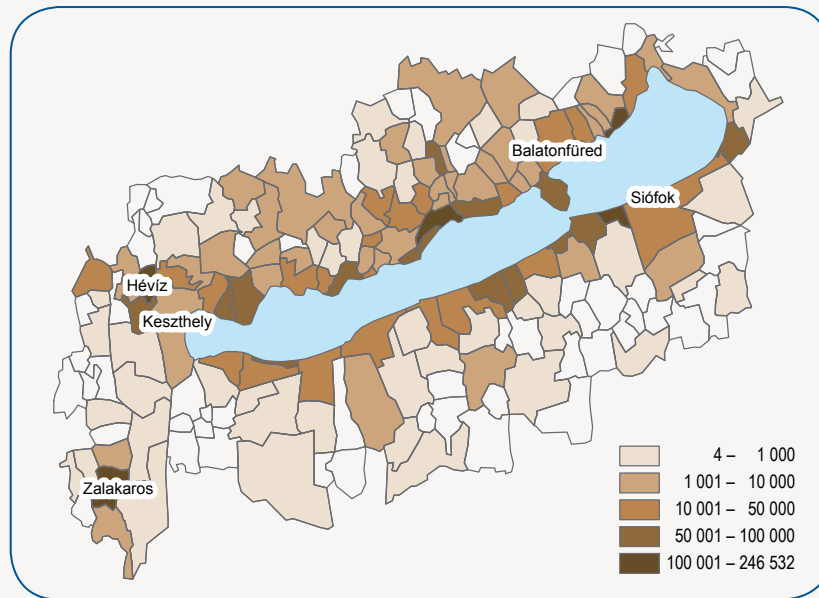 Balatonfüred
Siófok
Hévíz
Keszthely
Zalakaros
4 – 1 000
1 001 – 10 000
10 001 – 50 000
50 001 – 100 000
100 001 – 246 532